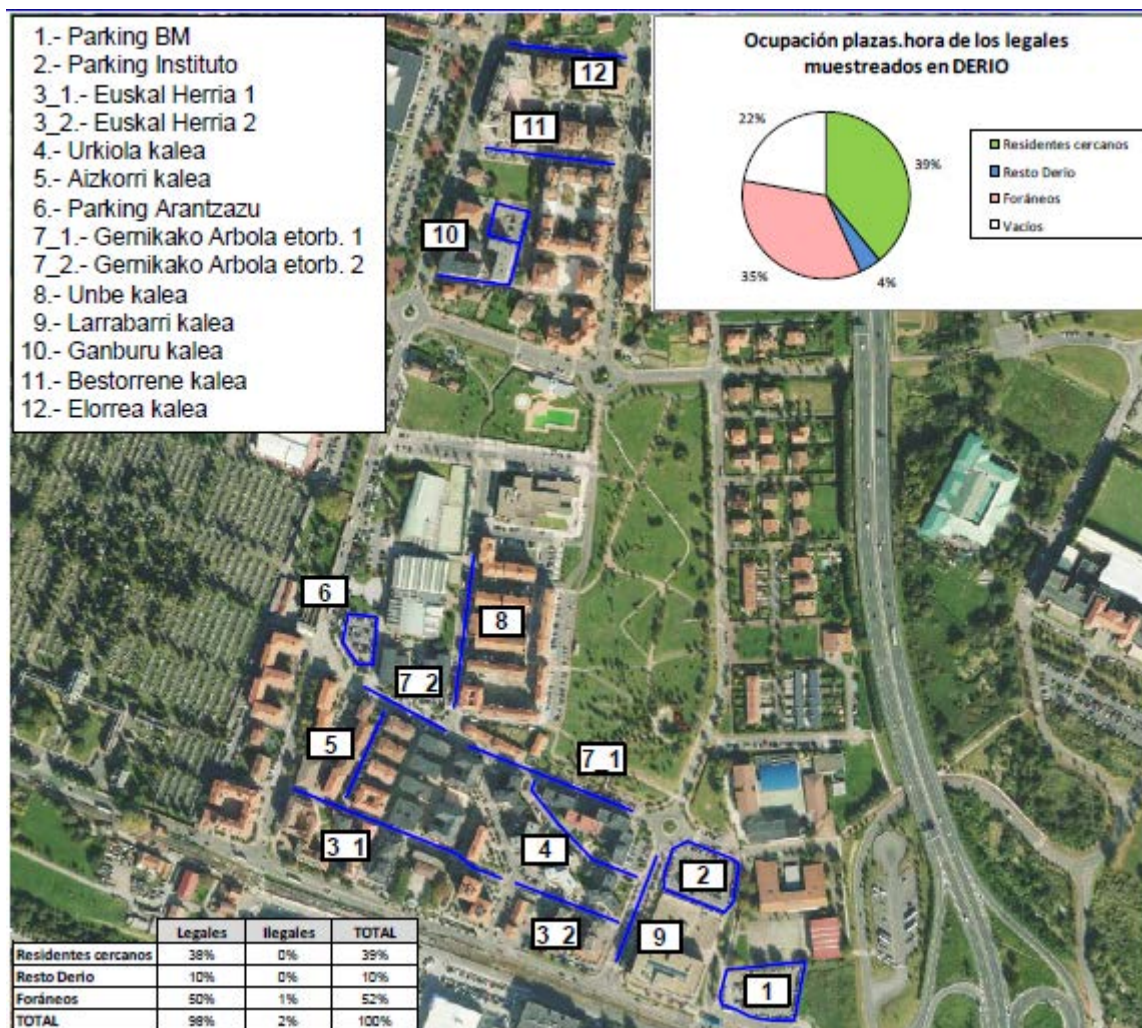 1.- Parking BM
2.- Parking Instituto
3_1.- Euskal Herria 1
3_2.- Euskal Herria 2
4.- Urkiola kalea
5.- Aizkorri kalea
6.- Parking Arantzazu
7_1.- Gernikako Arbola etorb. 1
7_2.- Gernikako Arbola etorb. 2
8.- Unbe kalea
9.- Larrabarri kalea
10.- Ganburu kalea
11.- Bestorrene kalea
12.- Elorrea kalea
Ocupación plazas.hora de los legales
muestreados en DERIO
22%
39%
35%
4%
Residentes cercanos
Resto Derio
Foráneos
Vacíos
12
11
10
6
8
7_2
5
7_1
3_1
4
2
3_2
9
1
Legales Ilegales TOTAL
Residentes cercanos 38% 0% 39%
Resto Derio 10% 0% 10%
Foráneos 50% 1% 52%
TOTAL 98% 2% 100%